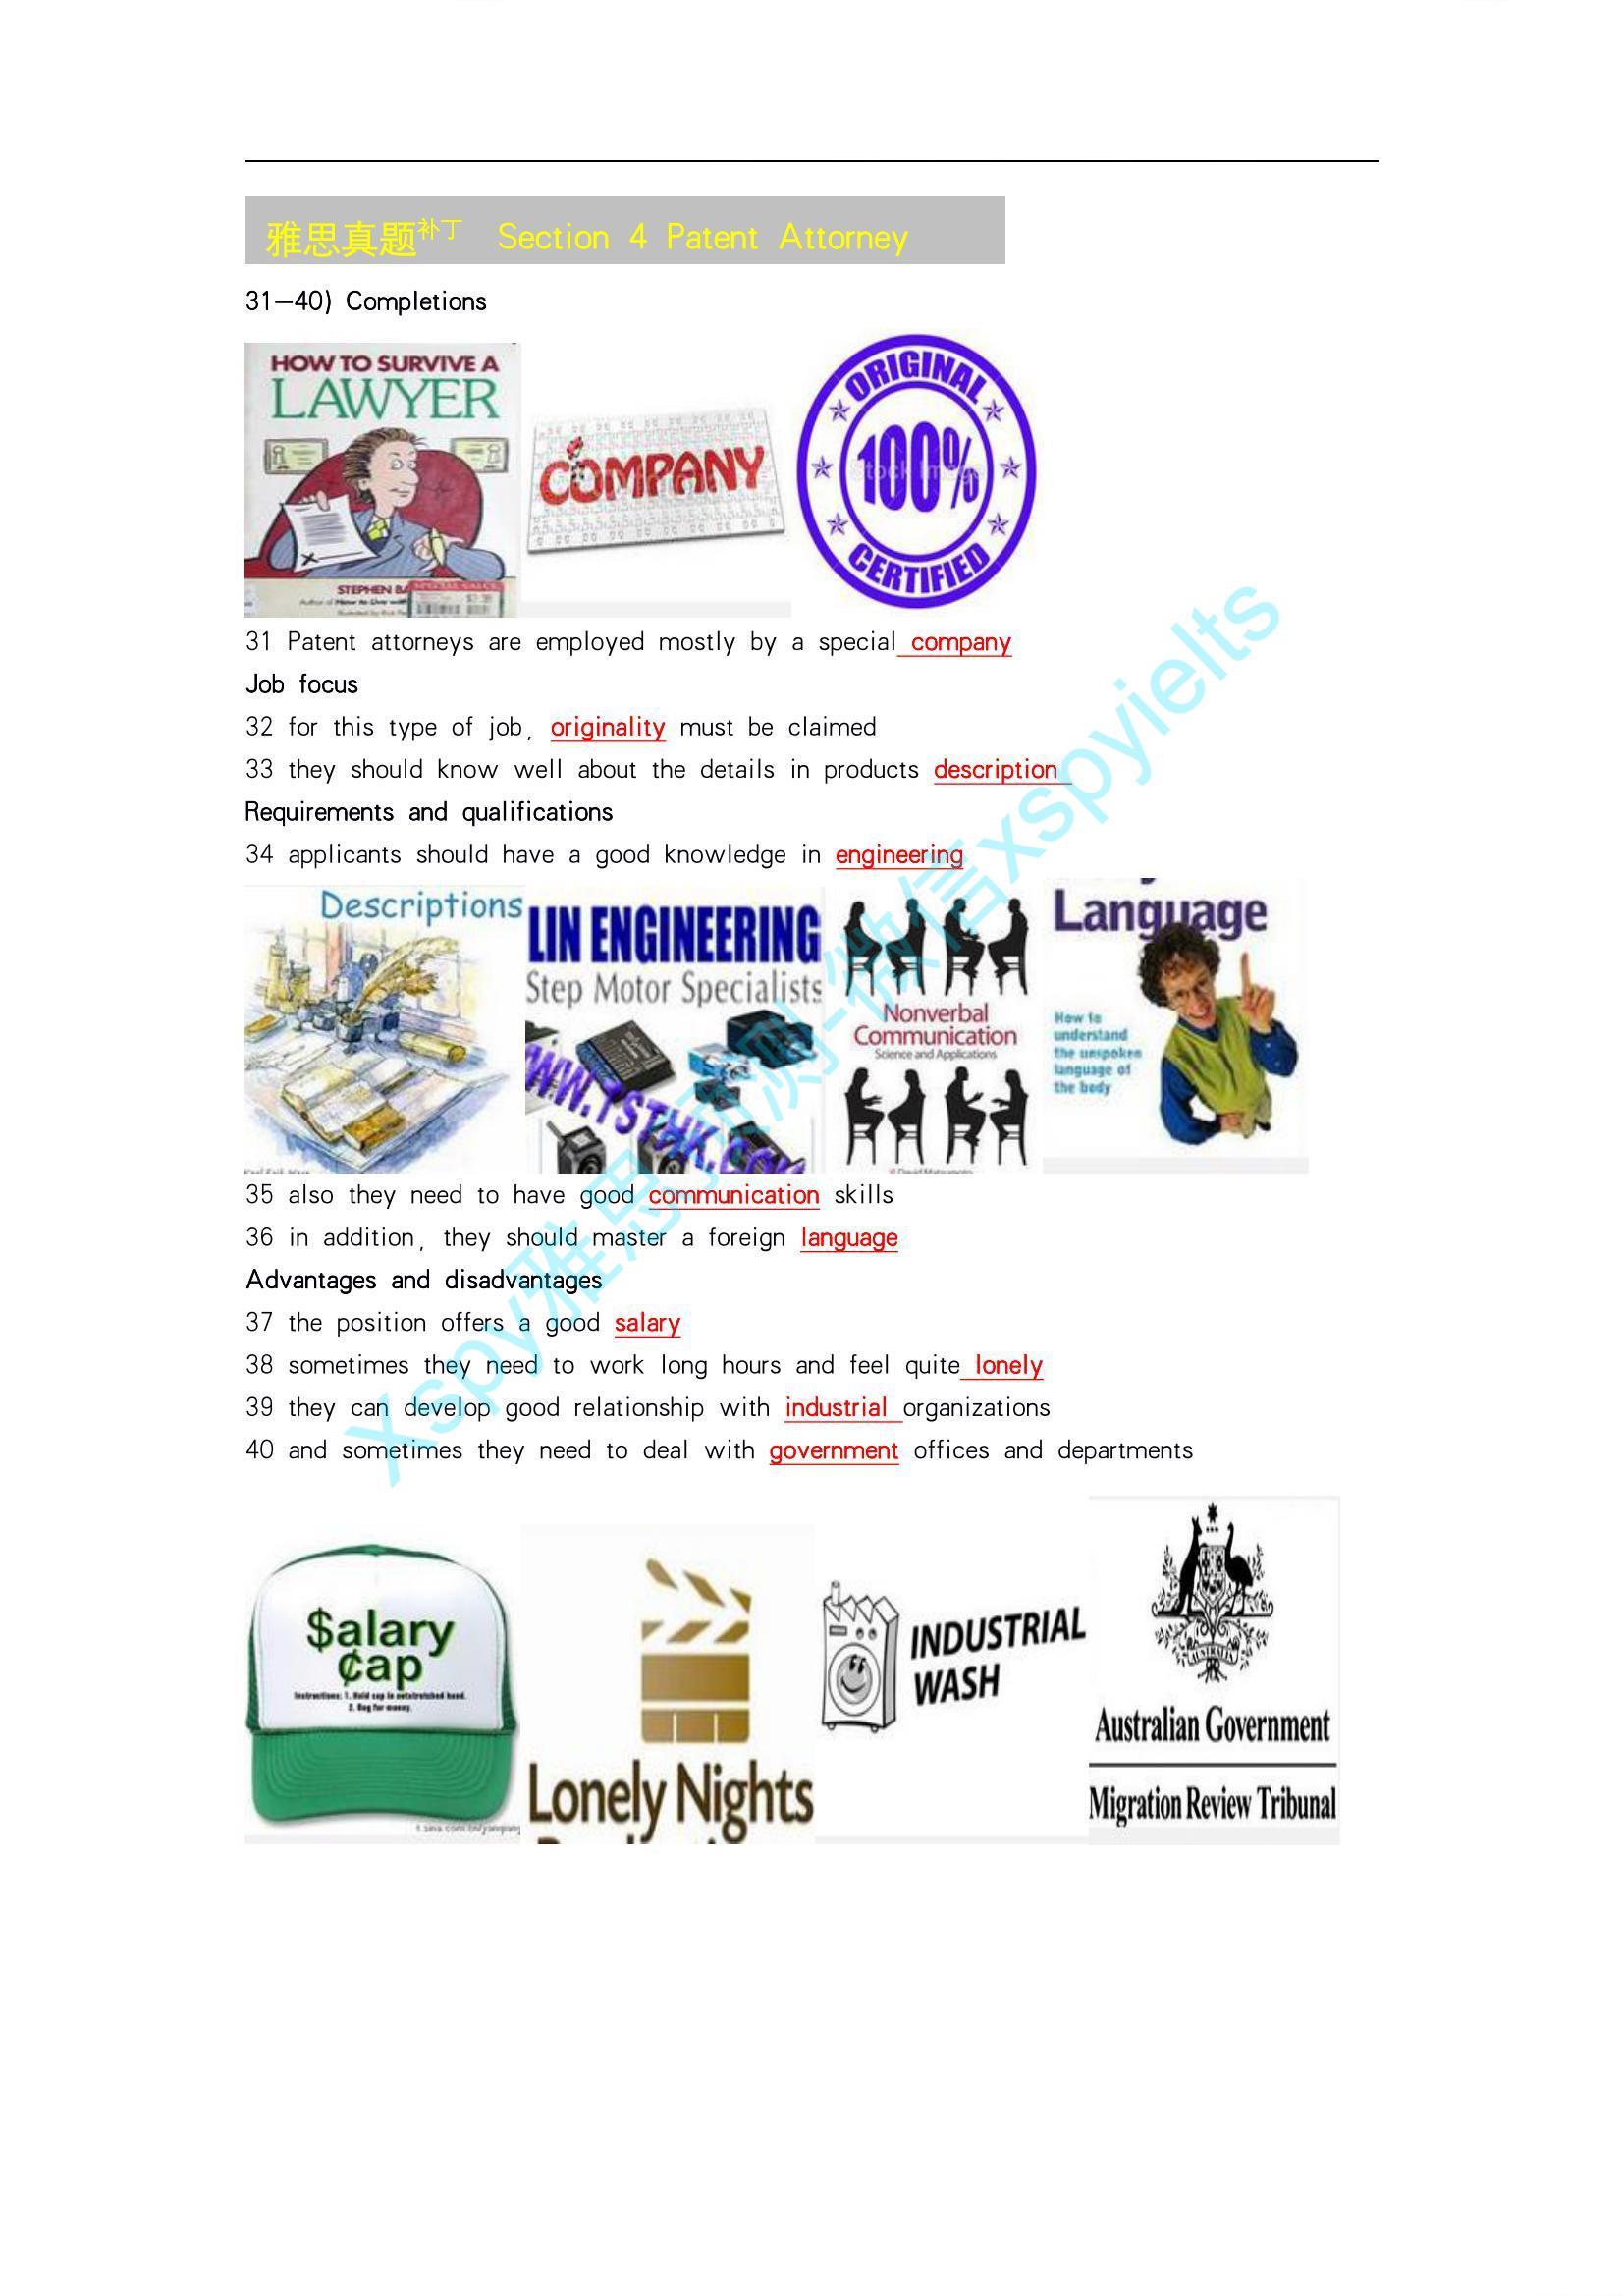 雅思真题补丁 Section 4 Patent Attorney
31—40) Completions
HOW TO SURVIVE A
LAWYER
STEPHEN
COMPANY
ORIGINAL
100%
CERTIFIED
31 Patent attorneys are employed mostly by a special company
Job focus
32 for this type of job, originality must be claimed
33 they should know well about the details in products description
Requirements and qualifications
34 applicants should have a good knowledge in engineering
Descriptions
LIN ENGINEERING
Step Motor Specialists
WW.TSTHK.com
Nonverbal
Communication
Science and Applications
Language
How to
understand
the unspoken
language of
the body
35 also they need to have good communication skills
36 in addition, they should master a foreign language
Advantages and disadvantages
37 the position offers a good salary
38 sometimes they need to work long hours and feel quite lonely
39 they can develop good relationship with industrial organizations
40 and sometimes they need to deal with government offices and departments
$alary
¢ap
Instructions: 1. Hold cap in outstretched hand.
2. Beg for money.
Lonely Nights
INDUSTRIAL
WASH
AUSTRALIA
Australian Government
Migration Review Tribunal
Xspy雅思预测-微信xspyielts